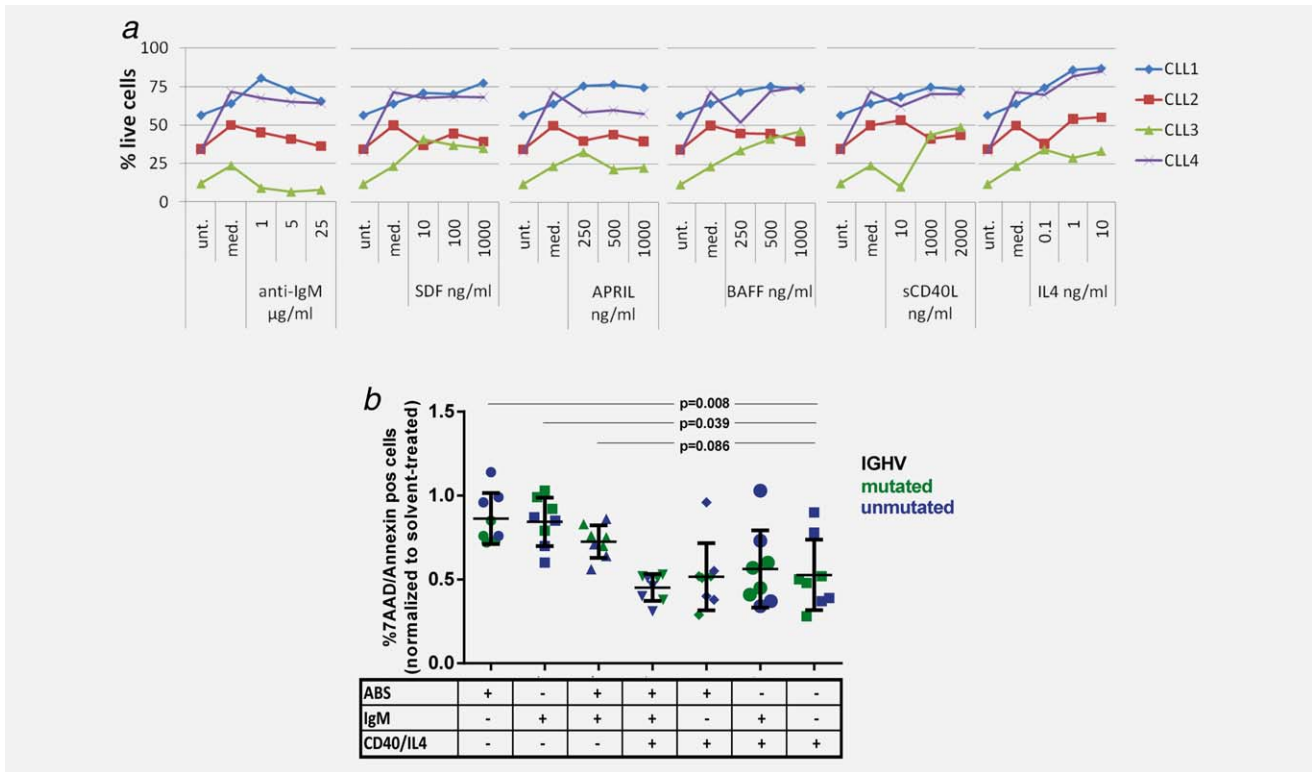 a
% live cells
100
75
50
25
0
unt. med. 1 5 25 unt. med. 10 100 1000 unt. med. 250 500 1000 unt. med. 250 500 1000 unt. med. 10 1000 2000 unt. med. 0.1 1 10
anti-IgM SDF ng/ml APRIL BAFF ng/ml sCD40L IL4 ng/ml
µg/ml ng/ml ng/ml
CLL1
CLL2
CLL3
CLL4
b
%7AAD/Annexin pos cells
(normalized to solvent-treated)
1.5
1.0
0.5
0.0
p=0.008
p=0.039
p=0.086
IGHV
mutated
unmutated
ABS + - + + + - -
IgM - + + + - + -
CD40/IL4 - - - + + + +